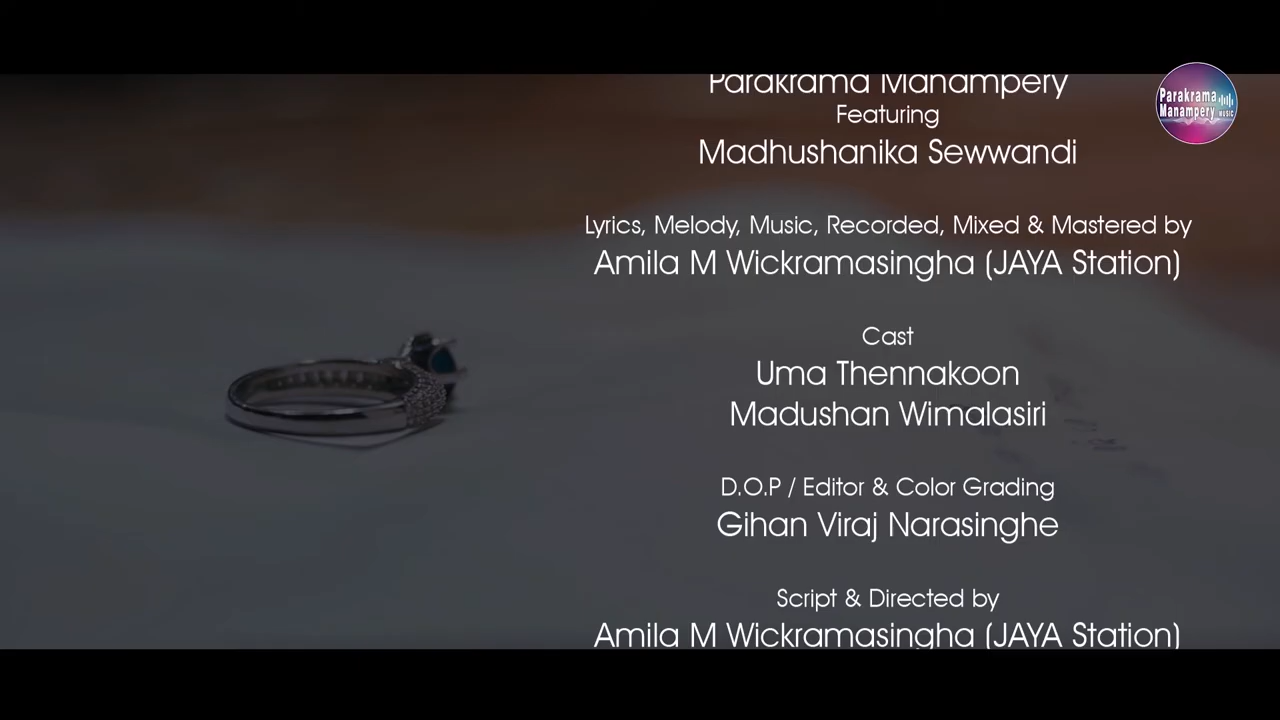 Parakrama Manampery
Featuring
Madhushanika Sewwandi
Lyrics, Melody, Music, Recorded, Mixed & Mastered by
Amila M Wickramasingha (JAYA Station)
Cast
Uma Thennakoon
Madushan Wimalasiri
D.O.P / Editor & Color Grading
Gihan Viraj Narasinghe
Script & Directed by
Amila M Wickramasingha (JAYA Station)
Parakrama
Manampery MUSIC